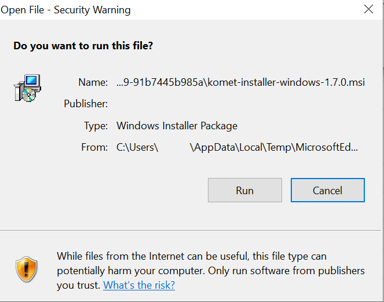 Open File - Security Warning
Do you want to run this file?
Name: ...9-91b7445b985a\komet-installer-windows-1.7.0.msi
Publisher:
Type: Windows Installer Package
From: C:\Users\ \AppData\Local\Temp\MicrosoftEd...
Run Cancel
While files from the Internet can be useful, this file type can
potentially harm your computer. Only run software from publishers
you trust. What's the risk?